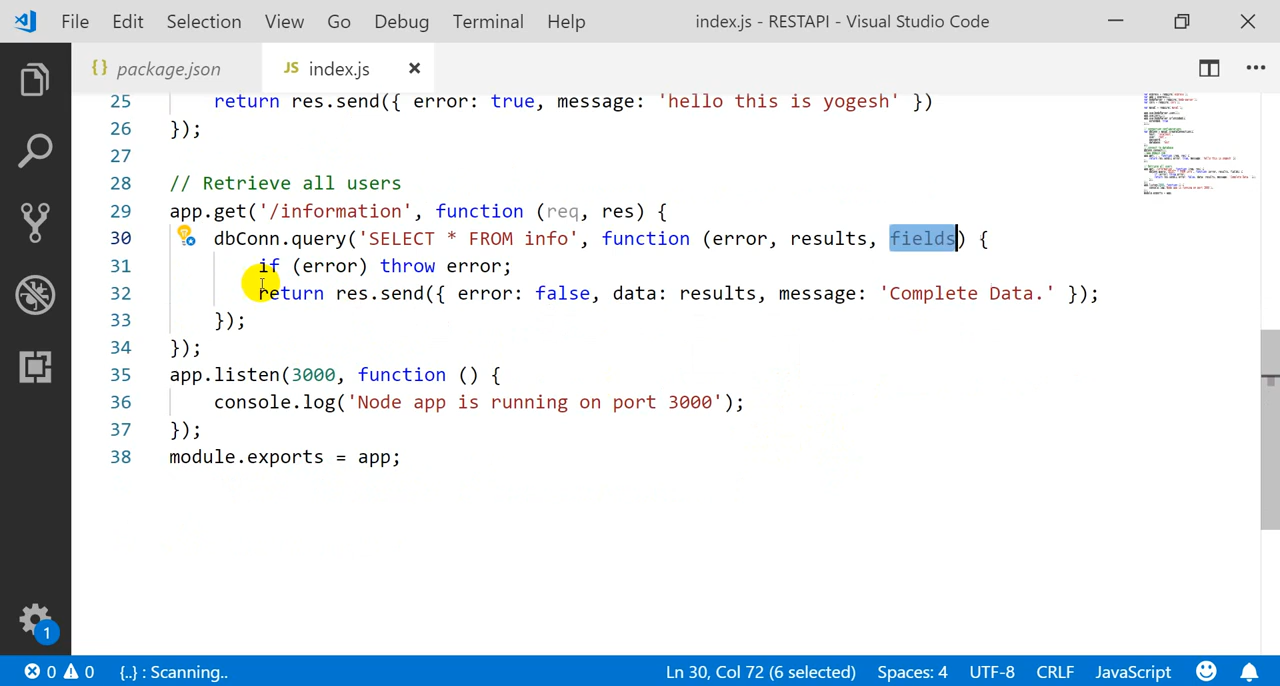 File Edit Selection View Go Debug Terminal Help index.js - RESTAPI - Visual Studio Code
{} package.json JS index.js
25 return res.send({ error: true, message: 'hello this is yogesh' })
26 });
27
28 // Retrieve all users
29 app.get('/information', function (req, res) {
30 dbConn.query('SELECT * FROM info', function (error, results, fields) {
31 if (error) throw error;
32 return res.send({ error: false, data: results, message: 'Complete Data.' });
33 });
34 });
35 app.listen(3000, function () {
36 console.log('Node app is running on port 3000');
37 });
38 module.exports = app;
1
0 0 {..} : Scanning.. Ln 30, Col 72 (6 selected) Spaces: 4 UTF-8 CRLF JavaScript